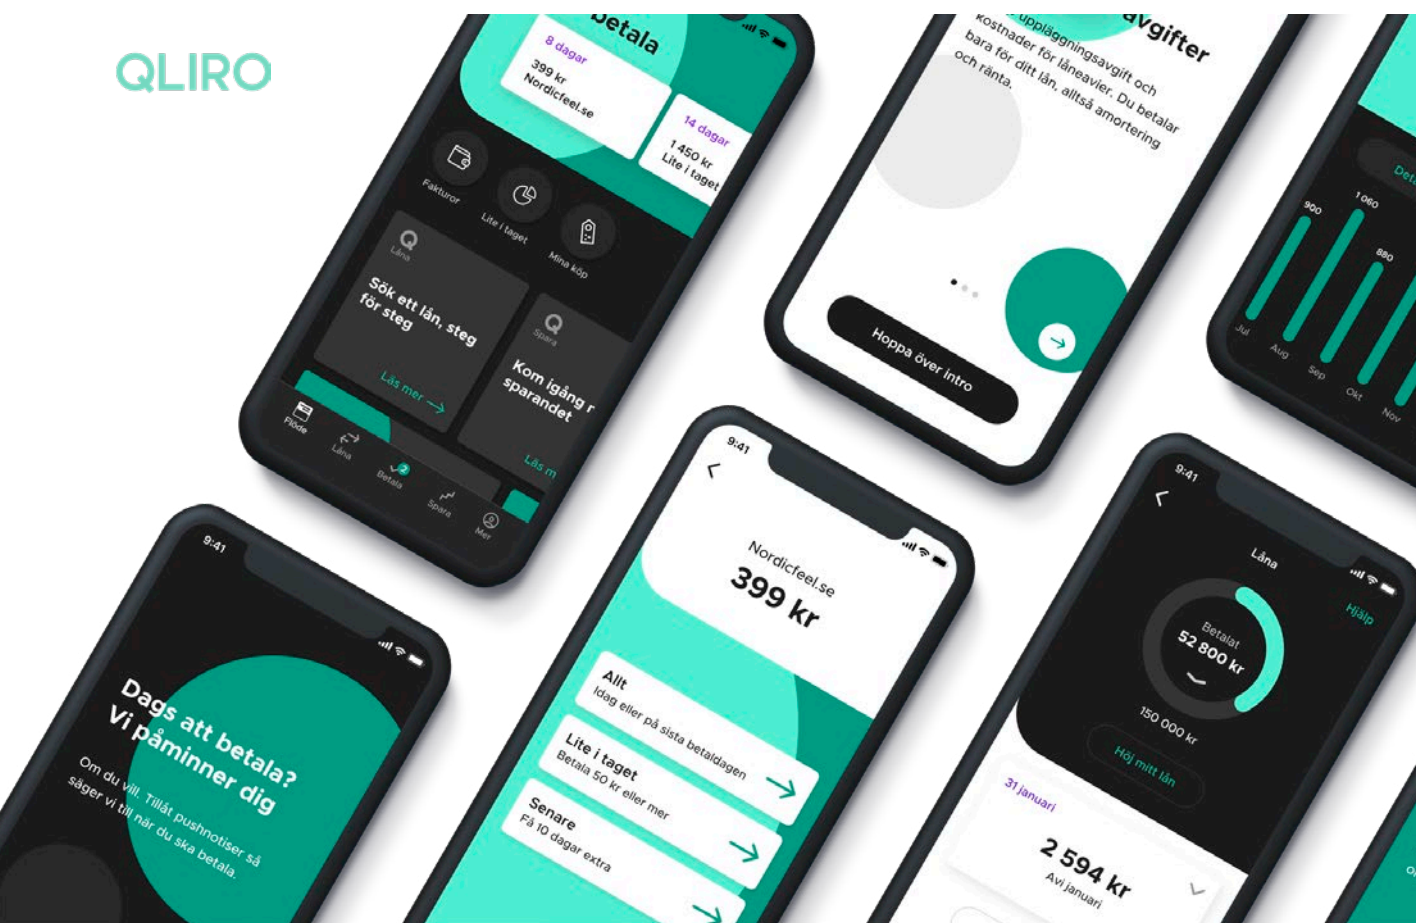 QLIRO
betala
8 dagar
399 kr
Nordicfeel.se
14 dagar
1 450 kr
Lite i taget
Fakturor
Lite i taget
Mina köp
Q
Låna
Sök ett lån, steg
för steg
Läs mer →
Q
Spara
Kom igång
sparandet
Läs m
Flöde
Låna
2
Betala
Spara
Mer
avgifter
uppläggningsavgift och
kostnader för låneavier. Du betalar
bara för ditt lån, alltså amortering
och ränta.
→
Hoppa över intro
Det
900
1 060
880
Jul
Aug
Sep
Okt
Nov
9:41
Dags att betala?
Vi påminner dig
Om du vill. Tillåt pushnotiser så
säger vi till när du ska betala.
9:41
Nordicfeel.se
399 kr
Allt
Idag eller på sista betaldagen
Lite i taget
Betala 50 kr eller mer
Senare
Få 10 dagar extra
9:41
Låna
Hjälp
Betalat
52 800 kr
150 000 kr
Höj mitt lån
31 januari
2 594 kr
Avi januari